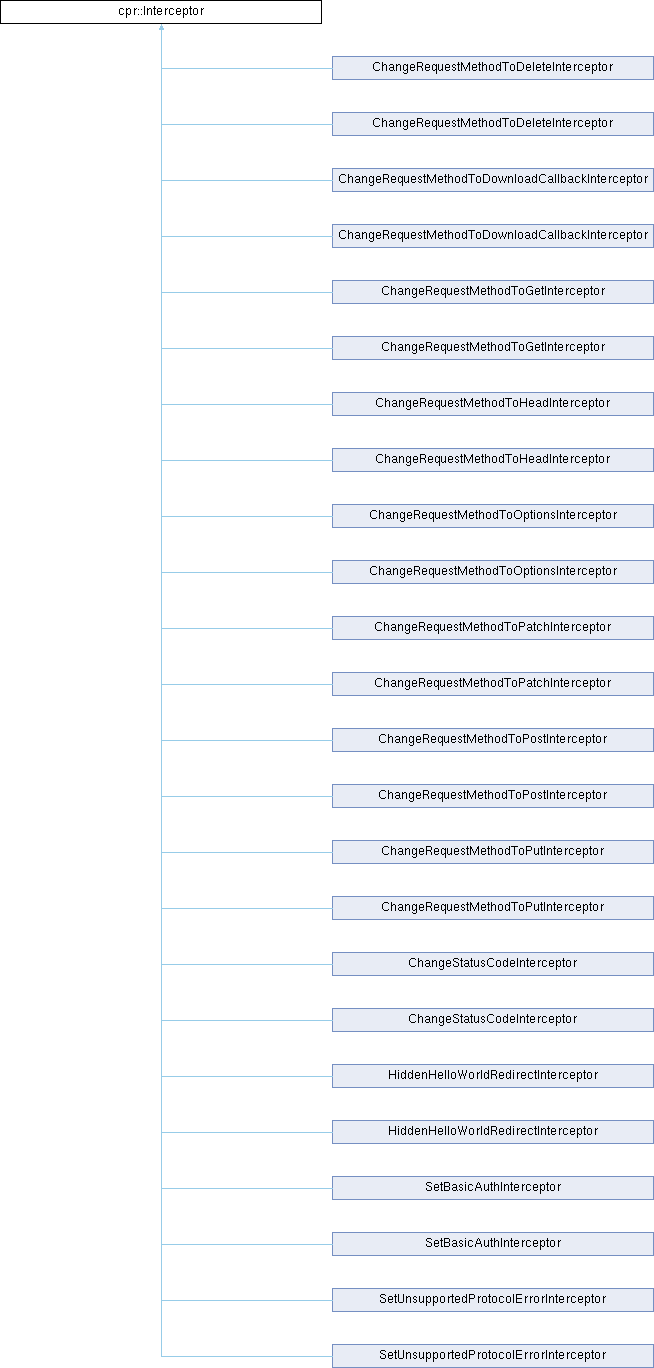 cpr::Interceptor
ChangeRequestMethodToDeleteInterceptor
ChangeRequestMethodToDeleteInterceptor
ChangeRequestMethodToDownloadCallbackInterceptor
ChangeRequestMethodToDownloadCallbackInterceptor
ChangeRequestMethodToGetInterceptor
ChangeRequestMethodToGetInterceptor
ChangeRequestMethodToHeadInterceptor
ChangeRequestMethodToHeadInterceptor
ChangeRequestMethodToOptionsInterceptor
ChangeRequestMethodToOptionsInterceptor
ChangeRequestMethodToPatchInterceptor
ChangeRequestMethodToPatchInterceptor
ChangeRequestMethodToPostInterceptor
ChangeRequestMethodToPostInterceptor
ChangeRequestMethodToPutInterceptor
ChangeRequestMethodToPutInterceptor
ChangeStatusCodeInterceptor
ChangeStatusCodeInterceptor
HiddenHelloWorldRedirectInterceptor
HiddenHelloWorldRedirectInterceptor
SetBasicAuthInterceptor
SetBasicAuthInterceptor
SetUnsupportedProtocolErrorInterceptor
SetUnsupportedProtocolErrorInterceptor